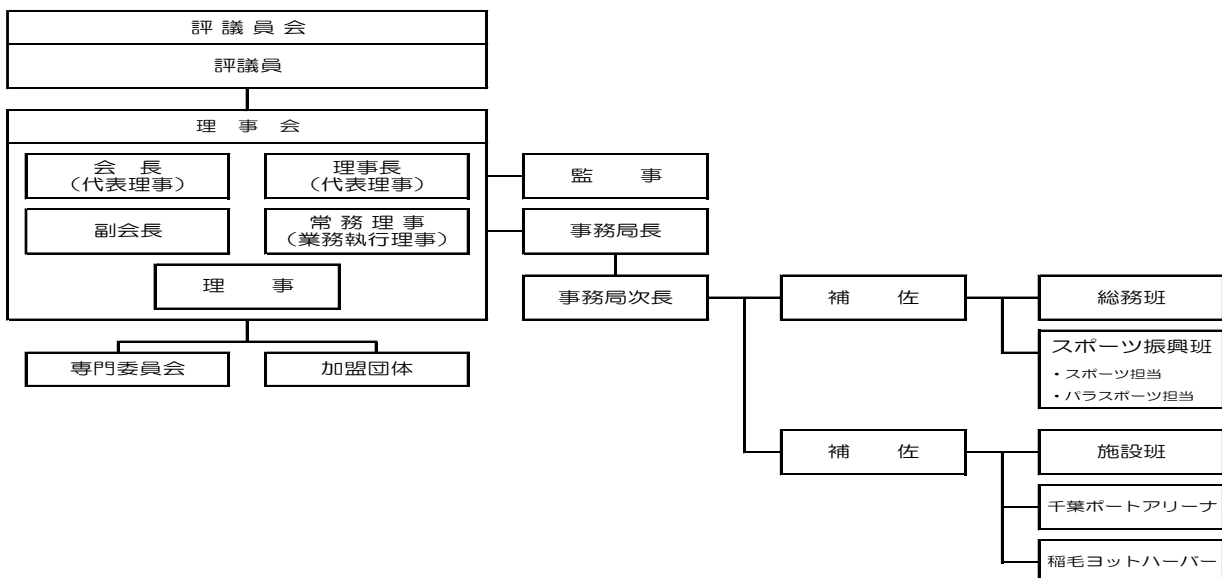 評議員会
評議員
理事会
会長
（代表理事）
理事長
（代表理事）
副会長
常務理事
（業務執行理事）
理事
監事
事務局長
事務局次長
専門委員会
加盟団体
補佐
総務班
スポーツ振興班
・スポーツ担当
・パラスポーツ担当
補佐
施設班
千葉ポートアリーナ
稲毛ヨットハーバー